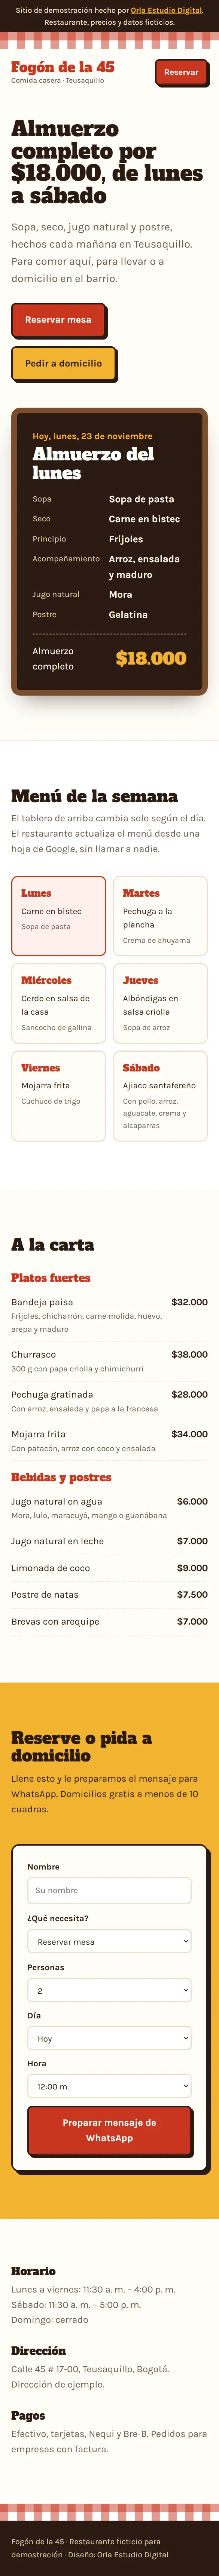 Sitio de demostración hecho por Orla Estudio Digital.
Restaurante, precios y datos ficticios.
Fogón de la 45
Comida casera · Teusaquillo
Reservar
Almuerzo
completo por
$18.000, de lunes
a sábado
Sopa, seco, jugo natural y postre,
hechos cada mañana en Teusaquillo.
Para comer aquí, para llevar o a
domicilio en el barrio.
Reservar mesa
Pedir a domicilio
Hoy, lunes, 23 de noviembre
Almuerzo del
lunes
Sopa Sopa de pasta
Seco Carne en bistec
Principio Frijoles
Acompañamiento Arroz, ensalada
y maduro
Jugo natural Mora
Postre Gelatina
Almuerzo
completo $18.000
Menú de la semana
El tablero de arriba cambia solo según el día.
El restaurante actualiza el menú desde una
hoja de Google, sin llamar a nadie.
Lunes
Carne en bistec
Sopa de pasta
Martes
Pechuga a la
plancha
Crema de ahuyama
Miércoles
Cerdo en salsa de
la casa
Sancocho de gallina
Jueves
Albóndigas en
salsa criolla
Sopa de arroz
Viernes
Mojarra frita
Cuchuco de trigo
Sábado
Ajiaco santafereño
Con pollo, arroz,
aguacate, crema y
alcaparras
A la carta
Platos fuertes
Bandeja paisa $32.000
Frijoles, chicharrón, carne molida, huevo,
arepa y maduro
Churrasco $38.000
300 g con papa criolla y chimichurri
Pechuga gratinada $28.000
Con arroz, ensalada y papa a la francesa
Mojarra frita $34.000
Con patacón, arroz con coco y ensalada
Bebidas y postres
Jugo natural en agua $6.000
Mora, lulo, maracuyá, mango o guanábana
Jugo natural en leche $7.000
Limonada de coco $9.000
Postre de natas $7.500
Brevas con arequipe $7.000
Reserve o pida a
domicilio
Llene esto y le preparamos el mensaje para
WhatsApp. Domicilios gratis a menos de 10
cuadras.
Nombre
Su nombre
¿Qué necesita?
Reservar mesa
Personas
2
Día
Hoy
Hora
12:00 m.
Preparar mensaje de
WhatsApp
Horario
Lunes a viernes: 11:30 a. m. – 4:00 p. m.
Sábado: 11:30 a. m. – 5:00 p. m.
Domingo: cerrado
Dirección
Calle 45 # 17-00, Teusaquillo, Bogotá.
Dirección de ejemplo.
Pagos
Efectivo, tarjetas, Nequi y Bre-B. Pedidos para
empresas con factura.
Fogón de la 45 · Restaurante ficticio para
demostración · Diseño: Orla Estudio Digital